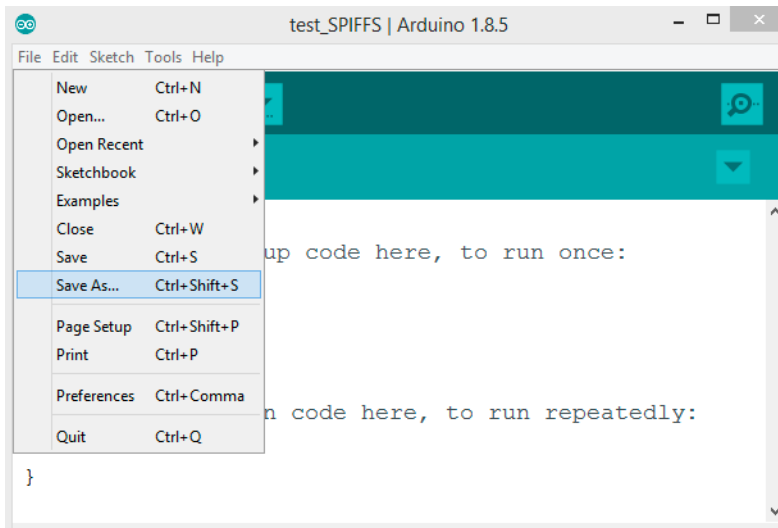 test_SPIFFS | Arduino 1.8.5
File Edit Sketch Tools Help
New Ctrl+N
Open... Ctrl+O
Open Recent
Sketchbook
Examples
Close Ctrl+W
Save Ctrl+S
Save As... Ctrl+Shift+S
Page Setup Ctrl+Shift+P
Print Ctrl+P
Preferences Ctrl+Comma
Quit Ctrl+Q
up code here, to run once:
n code here, to run repeatedly:
}